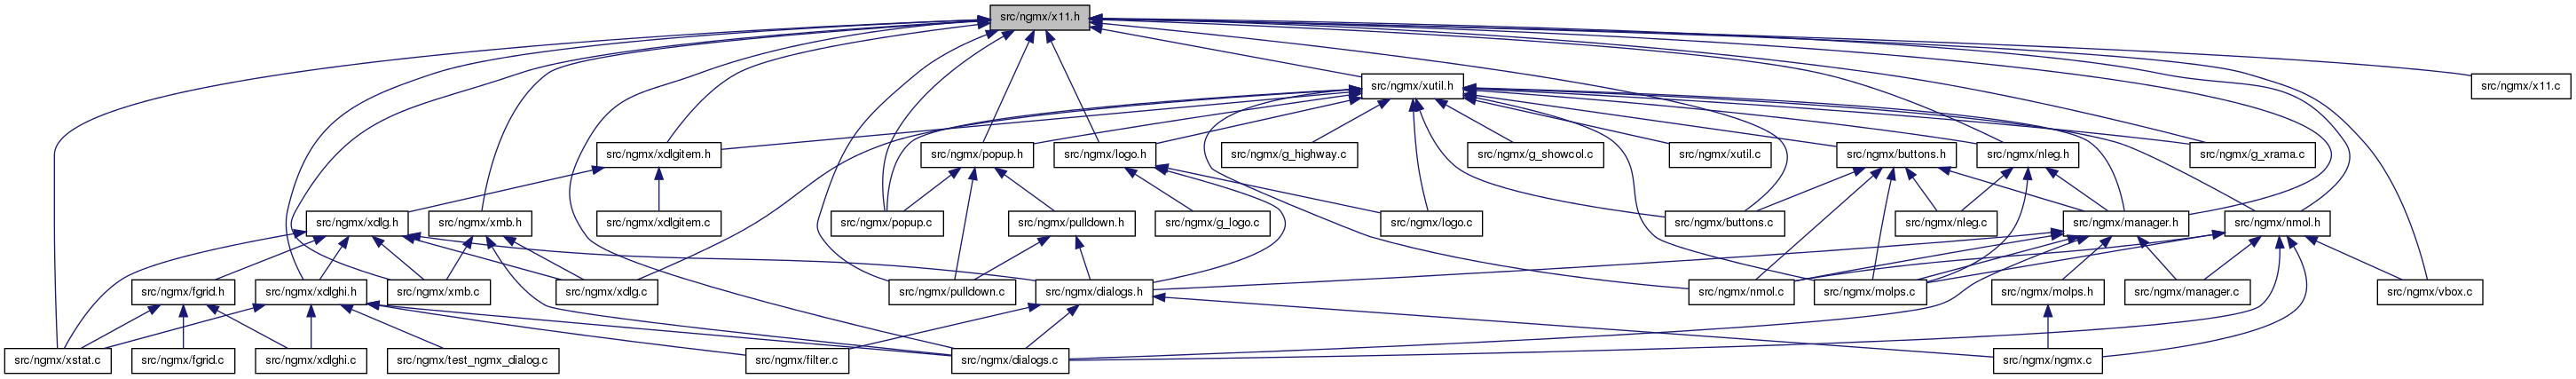 src/ngmx/x11.h
src/ngmx/xutil.h
src/ngmx/x11.c
src/ngmx/xdlgitem.h
src/ngmx/popup.h
src/ngmx/logo.h
src/ngmx/g_highway.c
src/ngmx/g_showcol.c
src/ngmx/xutil.c
src/ngmx/buttons.h
src/ngmx/nleg.h
src/ngmx/g_xrama.c
src/ngmx/xdlg.h
src/ngmx/xmb.h
src/ngmx/xdlgitem.c
src/ngmx/popup.c
src/ngmx/pulldown.h
src/ngmx/g_logo.c
src/ngmx/logo.c
src/ngmx/buttons.c
src/ngmx/nleg.c
src/ngmx/manager.h
src/ngmx/nmol.h
src/ngmx/fgrid.h
src/ngmx/xdlghi.h
src/ngmx/xmb.c
src/ngmx/xdlg.c
src/ngmx/pulldown.c
src/ngmx/dialogs.h
src/ngmx/nmol.c
src/ngmx/molps.c
src/ngmx/molps.h
src/ngmx/manager.c
src/ngmx/vbox.c
src/ngmx/xstat.c
src/ngmx/fgrid.c
src/ngmx/xdlghi.c
src/ngmx/test_ngmx_dialog.c
src/ngmx/filter.c
src/ngmx/dialogs.c
src/ngmx/ngmx.c